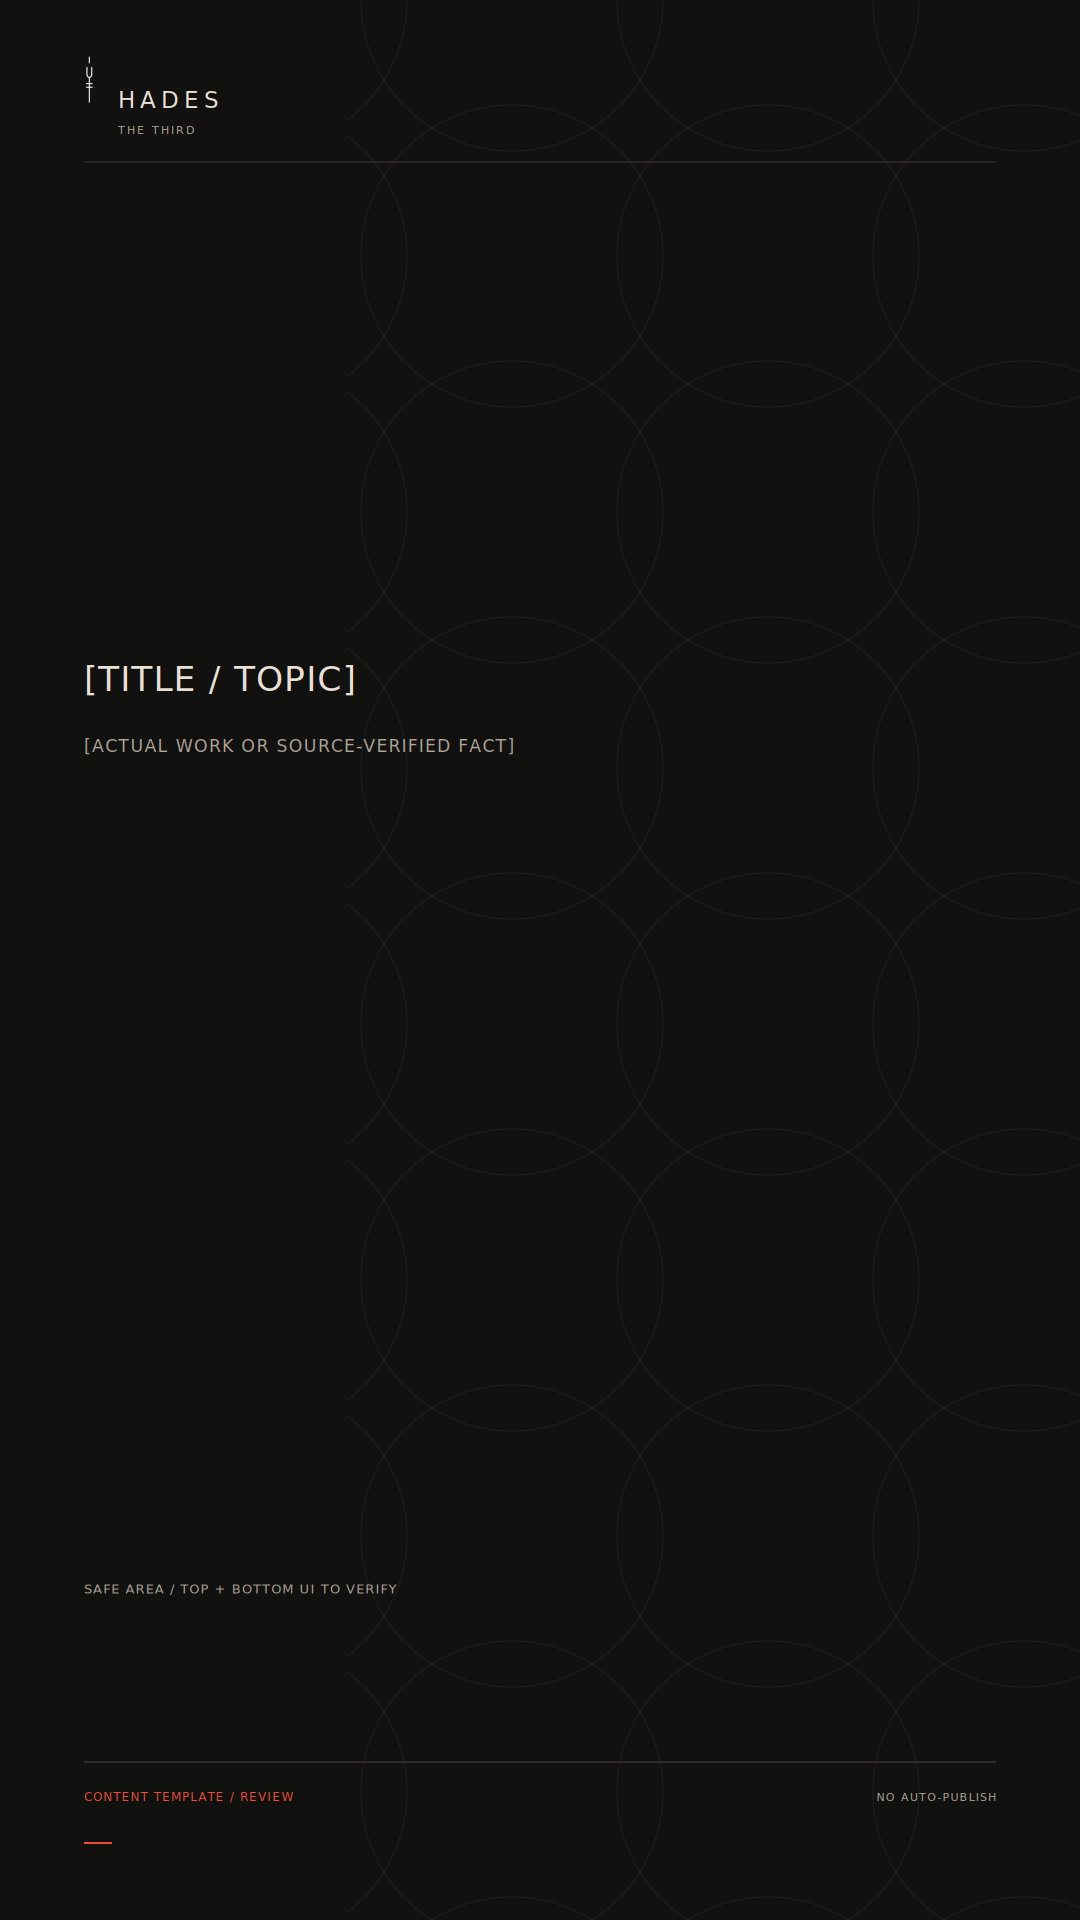 HADES
THE THIRD
[TITLE / TOPIC]
[ACTUAL WORK OR SOURCE-VERIFIED FACT]
SAFE AREA / TOP + BOTTOM UI TO VERIFY
CONTENT TEMPLATE / REVIEW
NO AUTO-PUBLISH